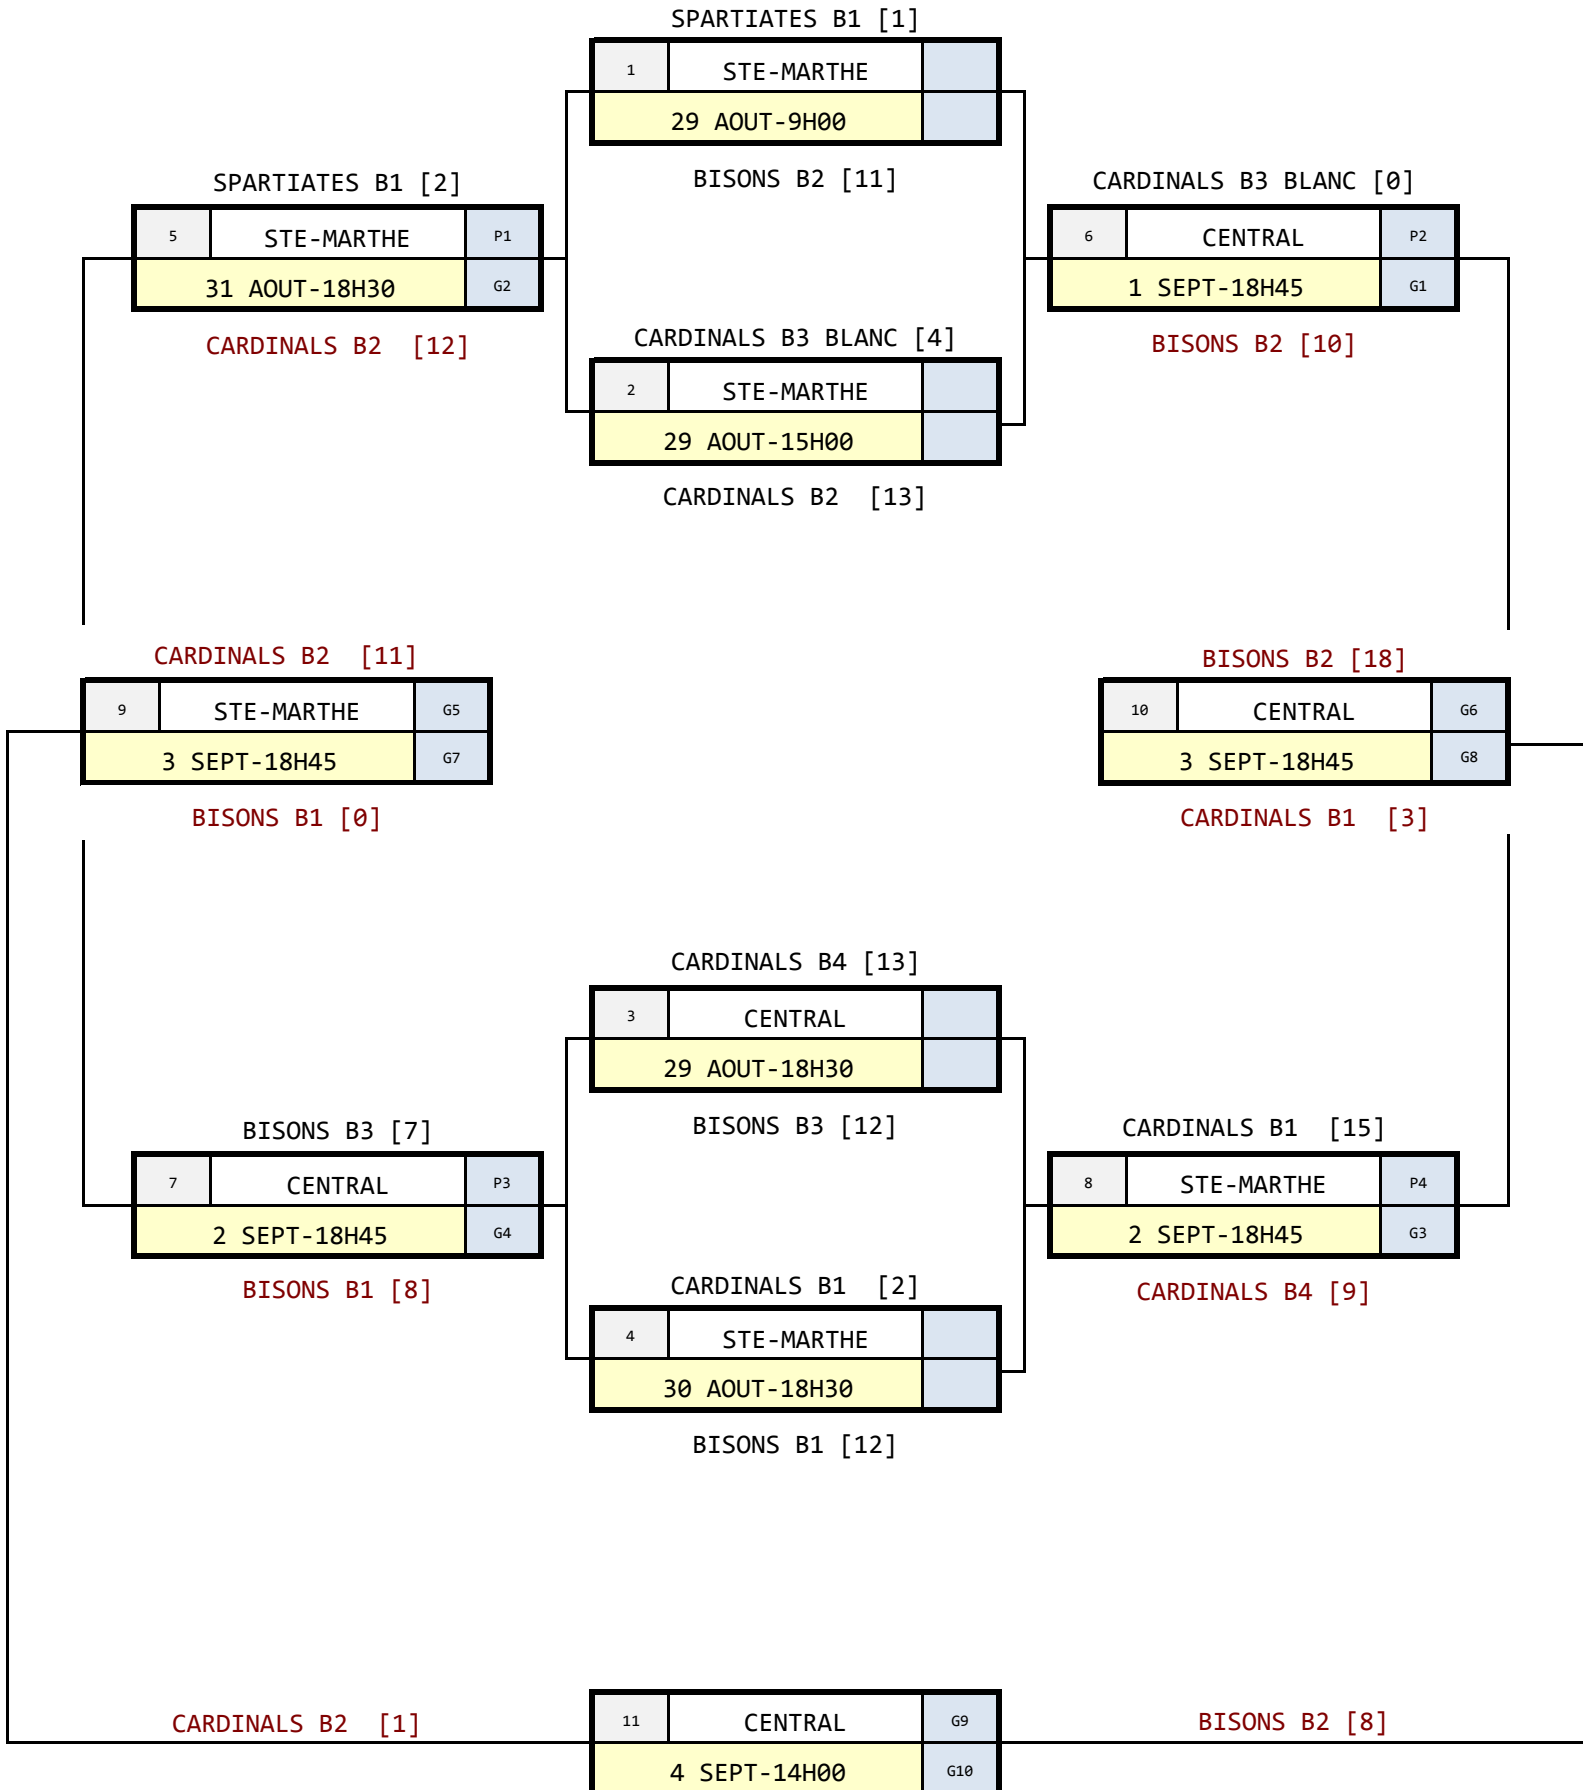 SPARTIATES B1 [1]
1 STE-MARTHE
29 AOUT-9H00
BISONS B2 [11]
SPARTIATES B1 [2]
5 STE-MARTHE P1
31 AOUT-18H30 G2
CARDINALS B2 [12]
CARDINALS B3 BLANC [0]
6 CENTRAL P2
1 SEPT-18H45 G1
BISONS B2 [10]
CARDINALS B3 BLANC [4]
2 STE-MARTHE
29 AOUT-15H00
CARDINALS B2 [13]
CARDINALS B2 [11]
9 STE-MARTHE G5
3 SEPT-18H45 G7
BISONS B1 [0]
BISONS B2 [18]
10 CENTRAL G6
3 SEPT-18H45 G8
CARDINALS B1 [3]
CARDINALS B4 [13]
3 CENTRAL
29 AOUT-18H30
BISONS B3 [12]
BISONS B3 [7]
7 CENTRAL P3
2 SEPT-18H45 G4
BISONS B1 [8]
CARDINALS B1 [15]
8 STE-MARTHE P4
2 SEPT-18H45 G3
CARDINALS B4 [9]
CARDINALS B1 [2]
4 STE-MARTHE
30 AOUT-18H30
BISONS B1 [12]
CARDINALS B2 [1]
11 CENTRAL G9
4 SEPT-14H00 G10
BISONS B2 [8]